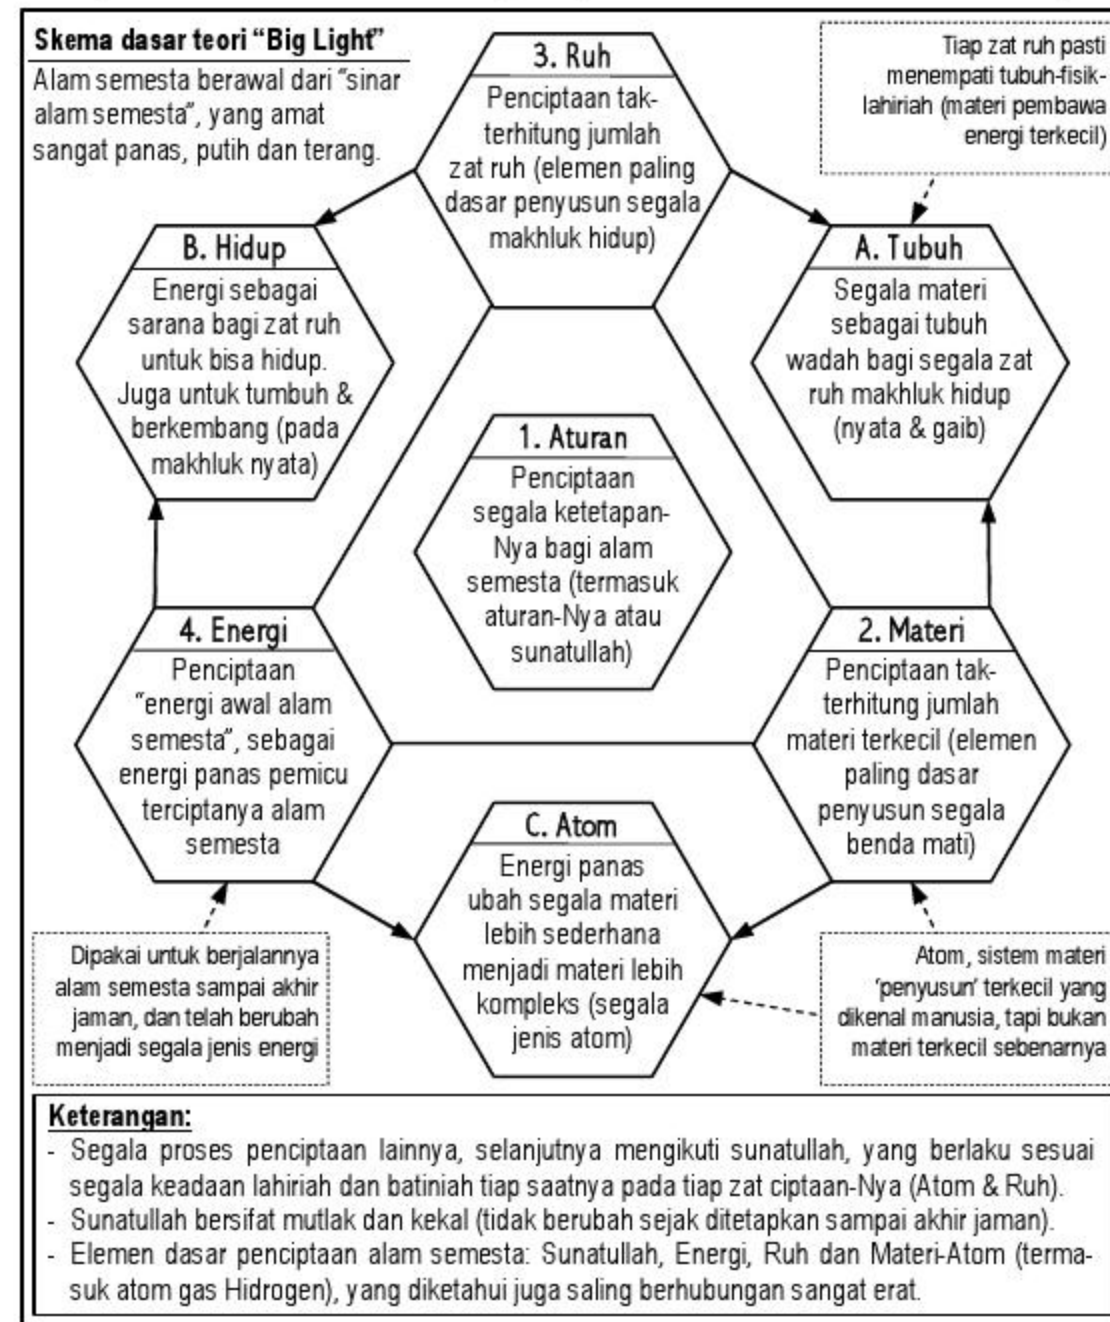 Skema dasar teori “Big Light”
Alam semesta berawal dari “sinar
alam semesta”, yang amat
sangat panas, putih dan terang.
3. Ruh
Penciptaan tak-
terhitung jumlah
zat ruh (elemen paling
dasar penyusun segala
makhluk hidup)
Tiap zat ruh pasti
menempati tubuh-fisik-
lahiriah (materi pembawa
energi terkecil)
B. Hidup
Energi sebagai
sarana bagi zat ruh
untuk bisa hidup.
Juga untuk tumbuh &
berkembang (pada
makhluk nyata)
A. Tubuh
Segala materi
sebagai tubuh
wadah bagi segala zat
ruh makhluk hidup
(nyata & gaib)
1. Aturan
Penciptaan
segala ketetapan-
Nya bagi alam
semesta (termasuk
aturan-Nya atau
sunatullah)
4. Energi
Penciptaan
“energi awal alam
semesta”, sebagai
energi panas pemicu
terciptanya alam
semesta
2. Materi
Penciptaan tak-
terhitung jumlah
materi terkecil (elemen
paling dasar
penyusun segala
benda mati)
C. Atom
Energi panas
ubah segala materi
lebih sederhana
menjadi materi lebih
kompleks (segala
jenis atom)
Dipakai untuk berjalannya
alam semesta sampai akhir
jaman, dan telah berubah
menjadi segala jenis energi
Atom, sistem materi
'penyusun' terkecil yang
dikenal manusia, tapi bukan
materi terkecil sebenarnya
Keterangan:
- Segala proses penciptaan lainnya, selanjutnya mengikuti sunatullah, yang berlaku sesuai
segala keadaan lahiriah dan batiniah tiap saatnya pada tiap zat ciptaan-Nya (Atom & Ruh).
- Sunatullah bersifat mutlak dan kekal (tidak berubah sejak ditetapkan sampai akhir jaman).
- Elemen dasar penciptaan alam semesta: Sunatullah, Energi, Ruh dan Materi-Atom (terma-
suk atom gas Hidrogen), yang diketahui juga saling berhubungan sangat erat.